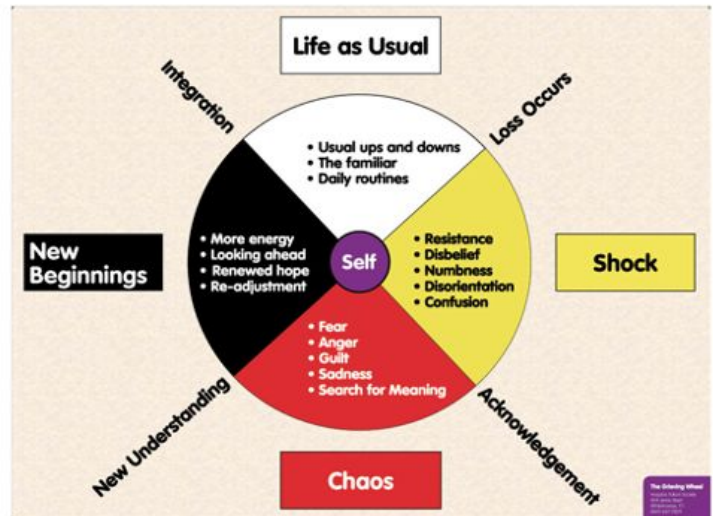 Life as Usual
Integration
Loss Occurs
• Usual ups and downs
• The familiar
• Daily routines
New
Beginnings
• More energy
• Looking ahead
• Renewed hope
• Re-adjustment
Self
• Resistance
• Disbelief
• Numbness
• Disorientation
• Confusion
Shock
• Fear
• Anger
• Guilt
• Sadness
• Search for Meaning
New Understanding
Acknowledgement
Chaos
The Grieving Wheel